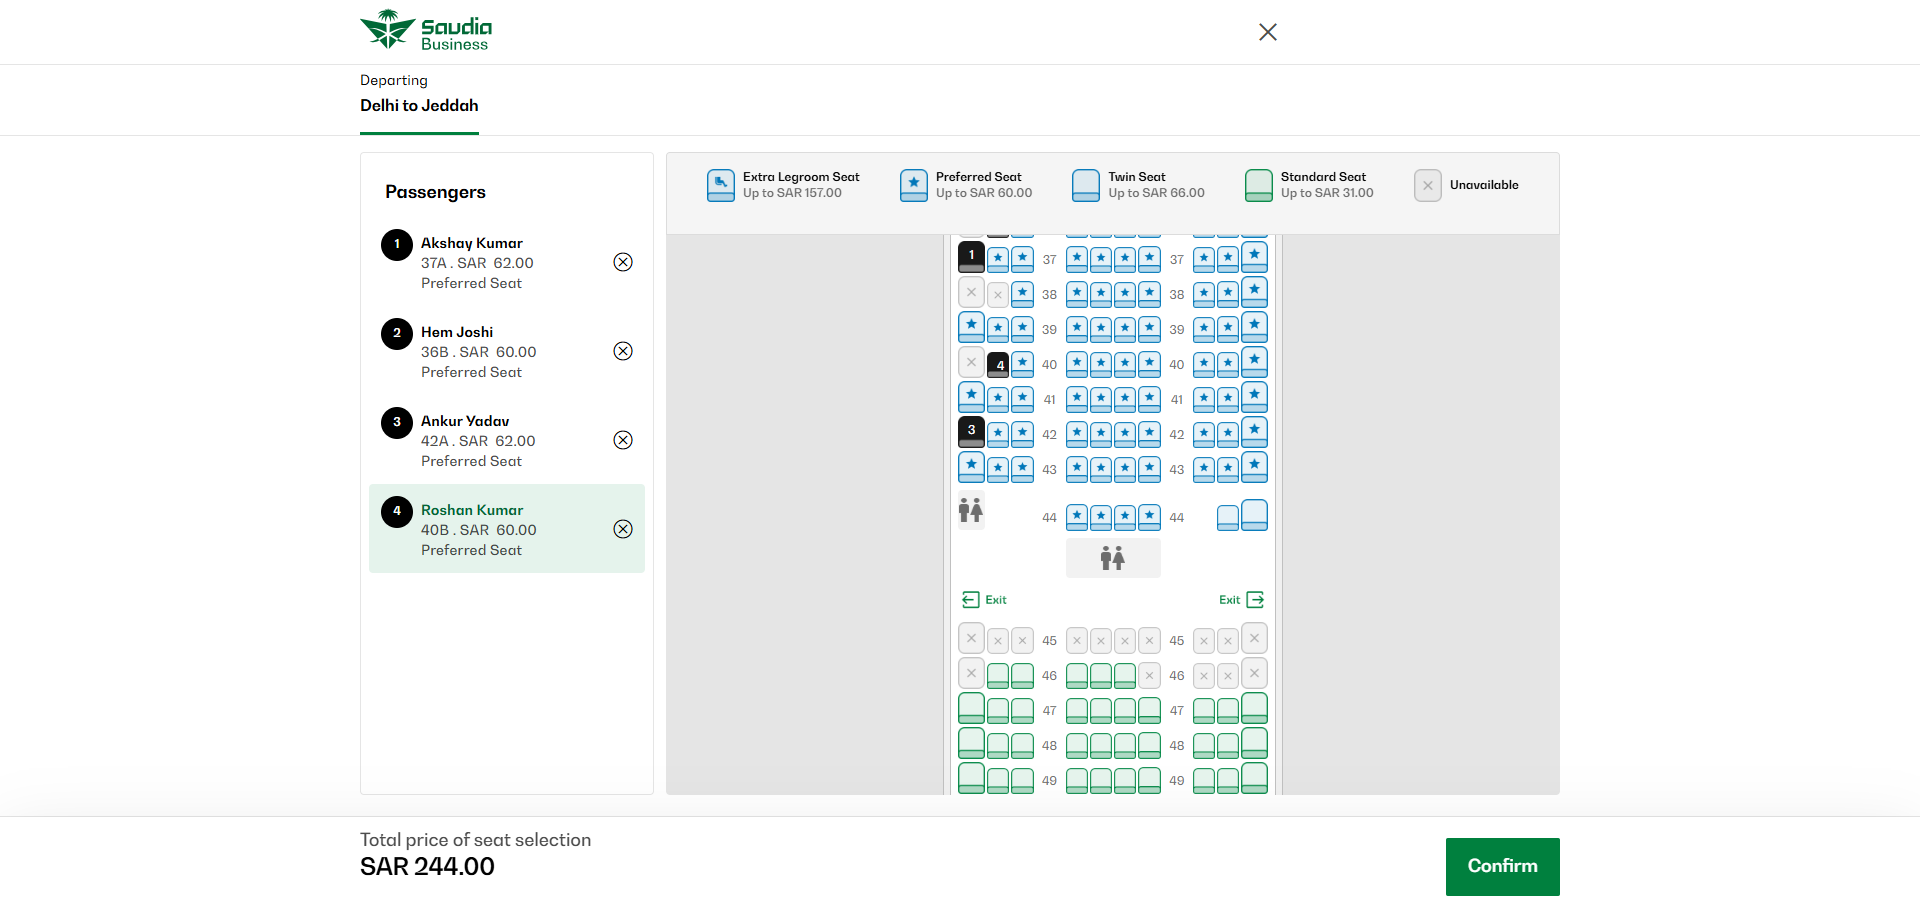 Saudia
Business
Departing
Delhi to Jeddah
Passengers
1
Akshay Kumar
37A . SAR 62.00
Preferred Seat
2
Hem Joshi
36B . SAR 60.00
Preferred Seat
3
Ankur Yadav
42A . SAR 62.00
Preferred Seat
4
Roshan Kumar
40B . SAR 60.00
Preferred Seat
Extra Legroom Seat
Up to SAR 157.00
Preferred Seat
Up to SAR 60.00
Twin Seat
Up to SAR 66.00
Standard Seat
Up to SAR 31.00
Unavailable
1 37 37
38 38
39 39
4 40 40
41 41
3 42 42
43 43
44 44
Exit Exit
45 45
46 46
47 47
48 48
49 49
Total price of seat selection
SAR 244.00
Confirm